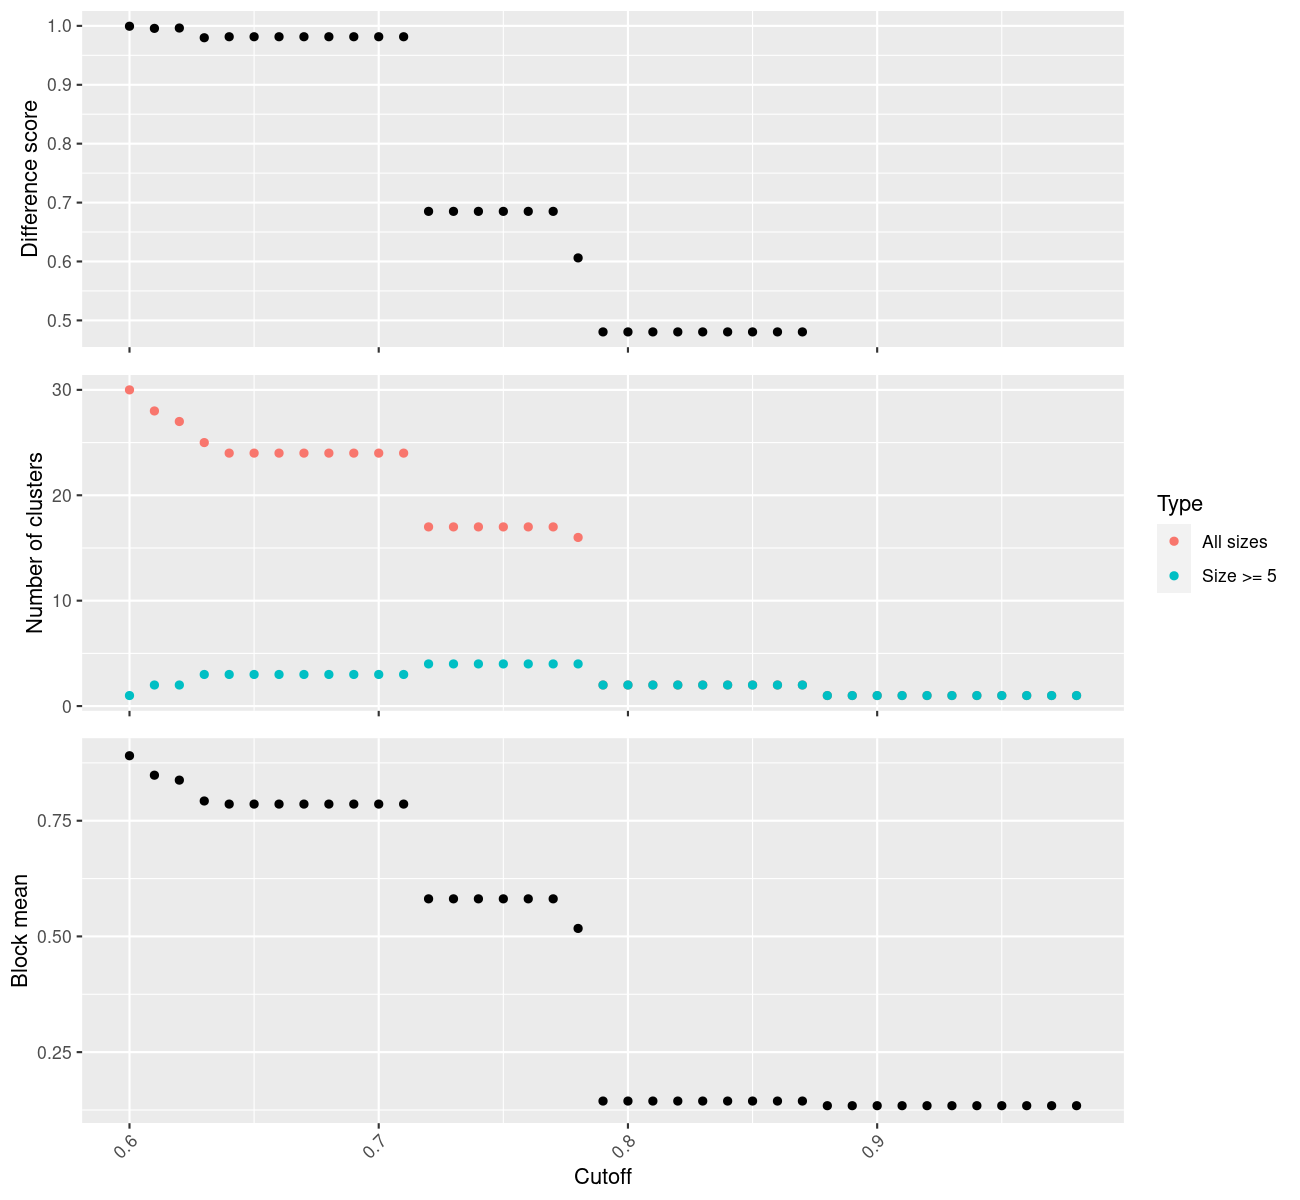 Difference score
1.0
0.9
0.8
0.7
0.6
0.5
Number of clusters
30
20
10
0
Type
All sizes
Size >= 5
Block mean
0.75
0.50
0.25
0.6 0.7 0.8 0.9
Cutoff